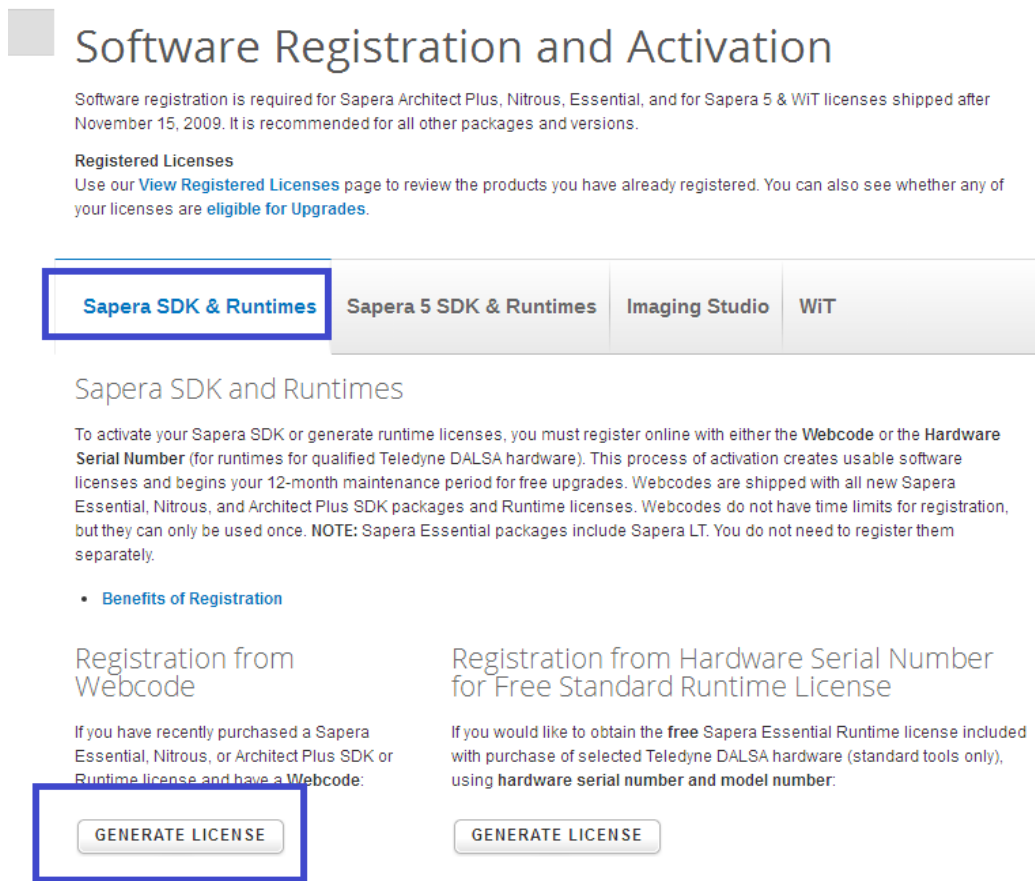 Software Registration and Activation
Software registration is required for Sapera Architect Plus, Nitrous, Essential, and for Sapera 5 & WiT licenses shipped after
November 15, 2009. It is recommended for all other packages and versions.
Registered Licenses
Use our View Registered Licenses page to review the products you have already registered. You can also see whether any of
your licenses are eligible for Upgrades.
Sapera SDK & Runtimes
Sapera 5 SDK & Runtimes
Imaging Studio
WiT
Sapera SDK and Runtimes
To activate your Sapera SDK or generate runtime licenses, you must register online with either the Webcode or the Hardware
Serial Number (for runtimes for qualified Teledyne DALSA hardware). This process of activation creates usable software
licenses and begins your 12-month maintenance period for free upgrades. Webcodes are shipped with all new Sapera
Essential, Nitrous, and Architect Plus SDK packages and Runtime licenses. Webcodes do not have time limits for registration,
but they can only be used once. NOTE: Sapera Essential packages include Sapera LT. You do not need to register them
separately.
• Benefits of Registration
Registration from
Webcode
If you have recently purchased a Sapera
Essential, Nitrous, or Architect Plus SDK or
Runtime license and have a Webcode:
GENERATE LICENSE
Registration from Hardware Serial Number
for Free Standard Runtime License
If you would like to obtain the free Sapera Essential Runtime license included
with purchase of selected Teledyne DALSA hardware (standard tools only),
using hardware serial number and model number:
GENERATE LICENSE